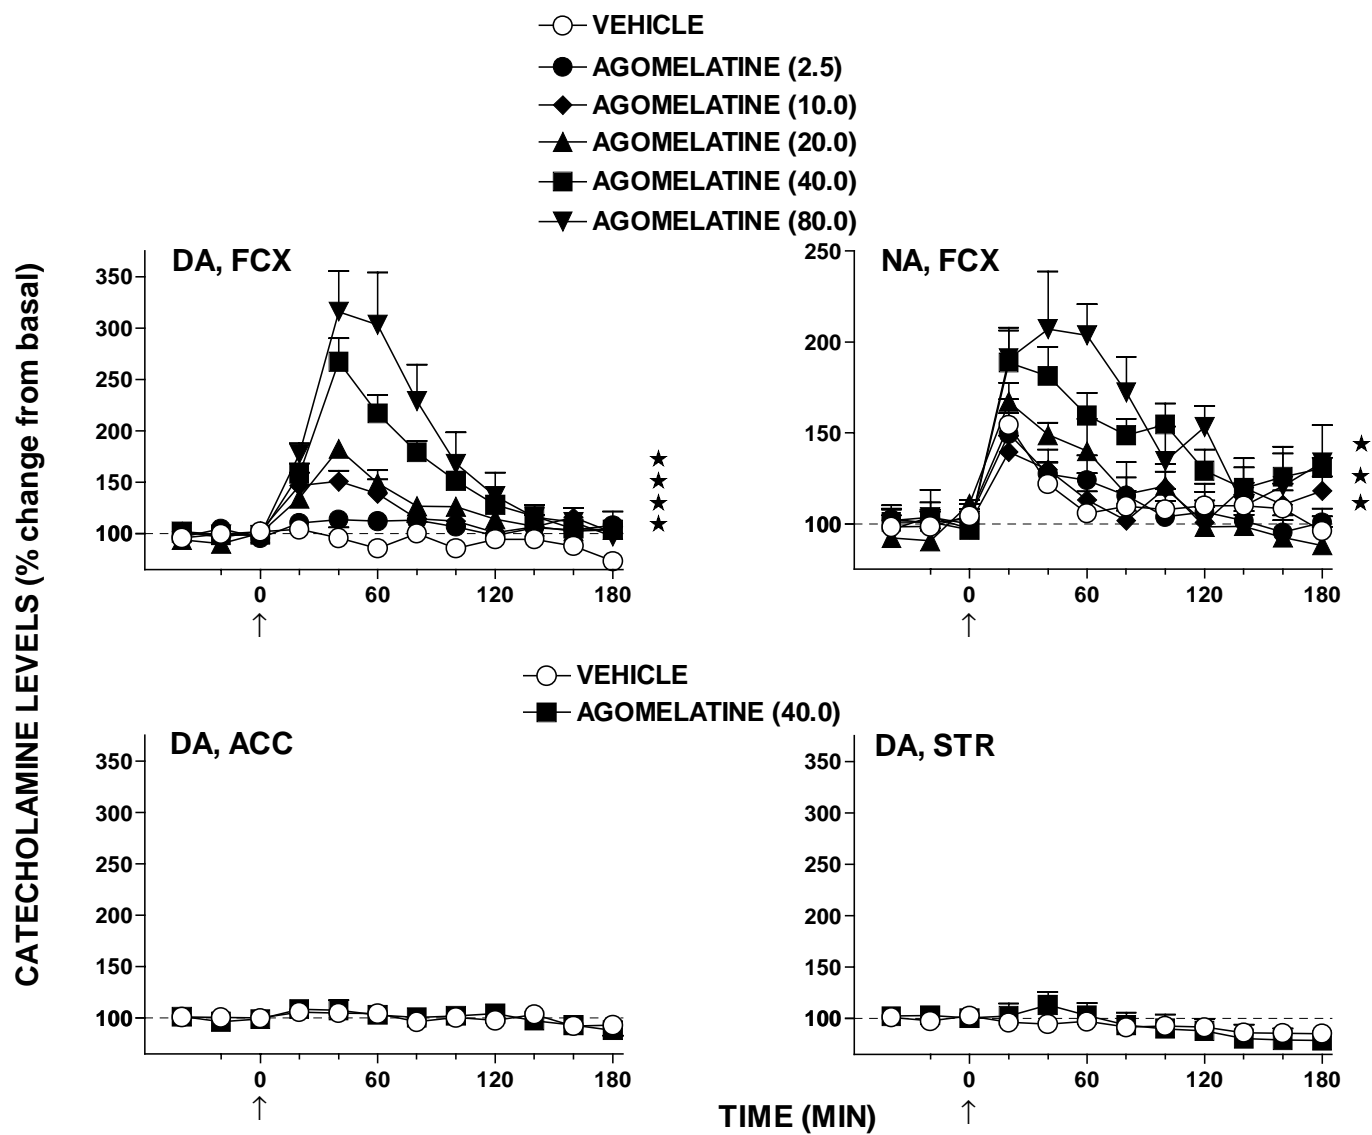 VEHICLE
AGOMELATINE (2.5)
AGOMELATINE (10.0)
AGOMELATINE (20.0)
AGOMELATINE (40.0)
AGOMELATINE (80.0)
CATECHOLAMINE LEVELS (% change from basal)
DA, FCX
350
300
250
200
150
100
0 60 120 180
↑
NA, FCX
250
200
150
100
0 60 120 180
↑
VEHICLE
AGOMELATINE (40.0)
DA, ACC
350
300
250
200
150
100
0 60 120 180
↑
DA, STR
350
300
250
200
150
100
0 60 120 180
↑
TIME (MIN)